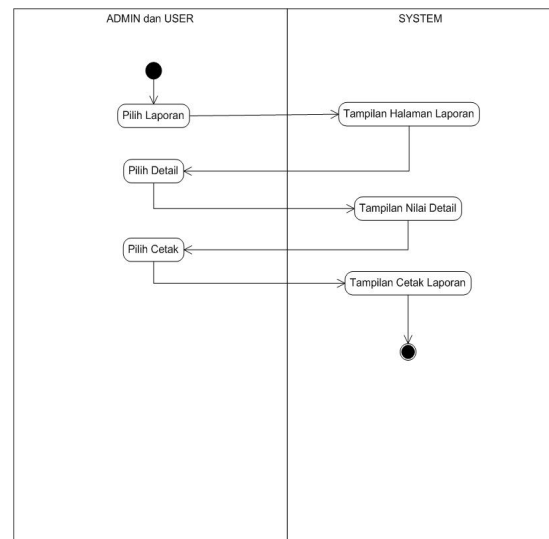 ADMIN dan USER
SYSTEM
Pilih Laporan
Tampilan Halaman Laporan
Pilih Detail
Tampilan Nilai Detail
Pilih Cetak
Tampilan Cetak Laporan